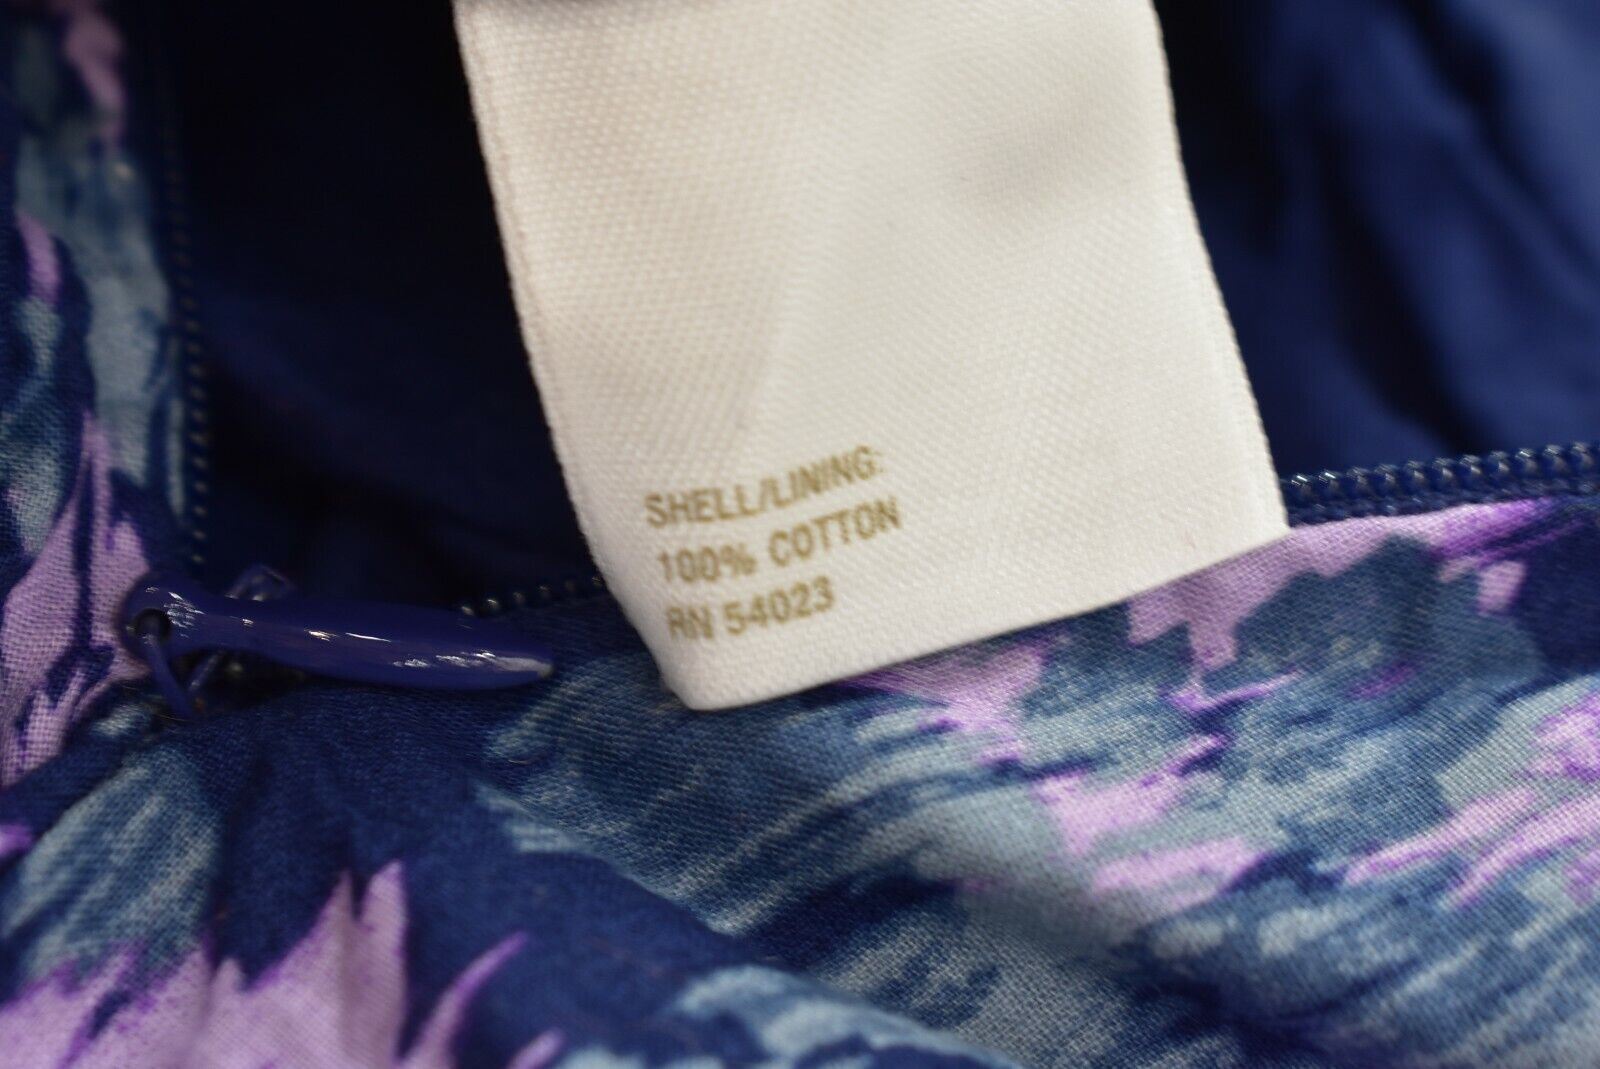 SHELL/LINING:
100% COTTON
RN 54023